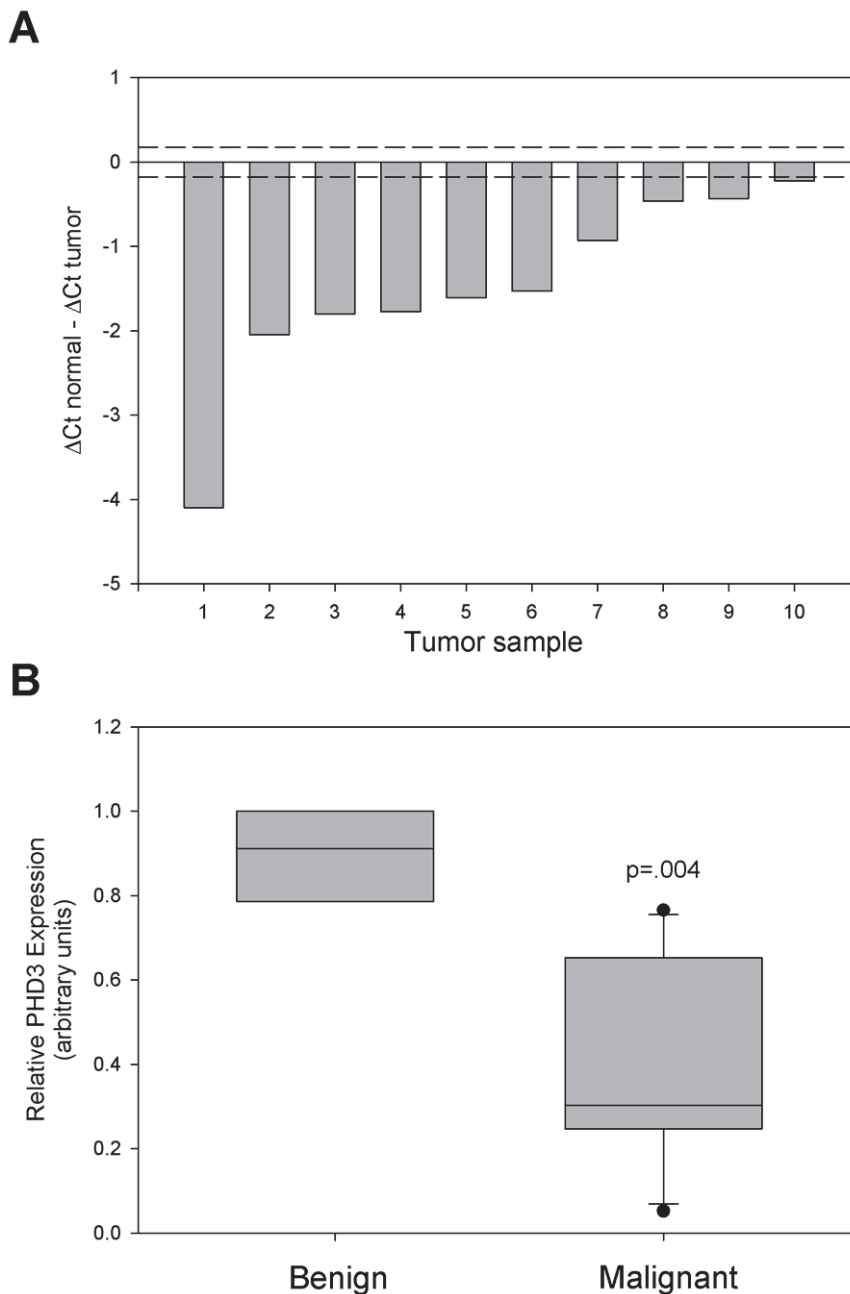 A
1
0
-1
-2
-3
-4
-5
ΔCt normal - ΔCt tumor
1 2 3 4 5 6 7 8 9 10
Tumor sample
B
1.2
1.0
0.8
0.6
0.4
0.2
0.0
Relative PHD3 Expression
(arbitrary units)
p=.004
Benign Malignant